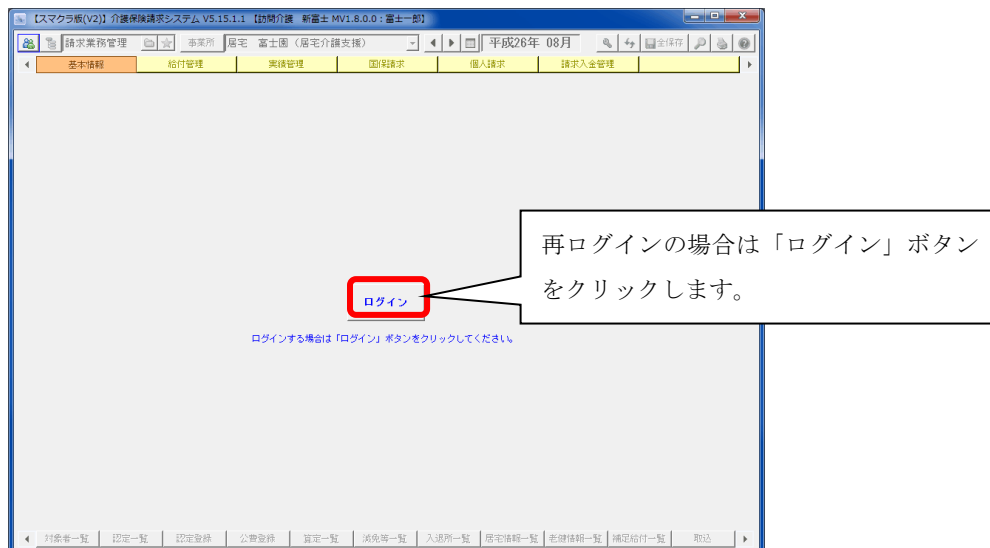 【スマクラ版(V2)】介護保険請求システム V5.15.1.1 【訪問介護 新富士 MV1.8.0.0：富士一郎】
請求業務管理 事業所 居宅 富士園（居宅介護支援） 平成26年 08月 全保存
基本情報 給付管理 実績管理 国保請求 個人請求 請求入金管理
再ログインの場合は「ログイン」ボタン
をクリックします。
ログイン
ログインする場合は「ログイン」ボタンをクリックしてください。
対象者一覧 認定一覧 認定登録 公費登録 算定一覧 減免等一覧 入退所一覧 居宅情報一覧 老健情報一覧 補足給付一覧 取込